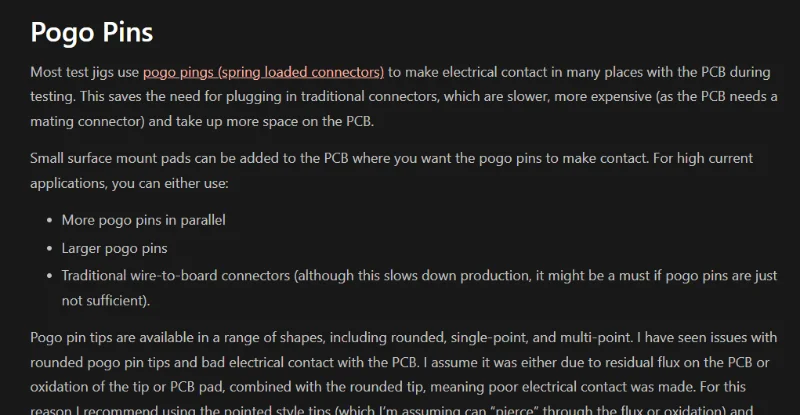 Pogo Pins
Most test jigs use pogo pings (spring loaded connectors) to make electrical contact in many places with the PCB during
testing. This saves the need for plugging in traditional connectors, which are slower, more expensive (as the PCB needs a
mating connector) and take up more space on the PCB.
Small surface mount pads can be added to the PCB where you want the pogo pins to make contact. For high current
applications, you can either use:
• More pogo pins in parallel
• Larger pogo pins
• Traditional wire-to-board connectors (although this slows down production, it might be a must if pogo pins are just
not sufficient).
Pogo pin tips are available in a range of shapes, including rounded, single-point, and multi-point. I have seen issues with
rounded pogo pin tips and bad electrical contact with the PCB. I assume it was either due to residual flux on the PCB or
oxidation of the tip or PCB pad, combined with the rounded tip, meaning poor electrical contact was made. For this
reason I recommend using the pointed style tips (which I'm assuming can "pierce" through the flux or oxidation) and